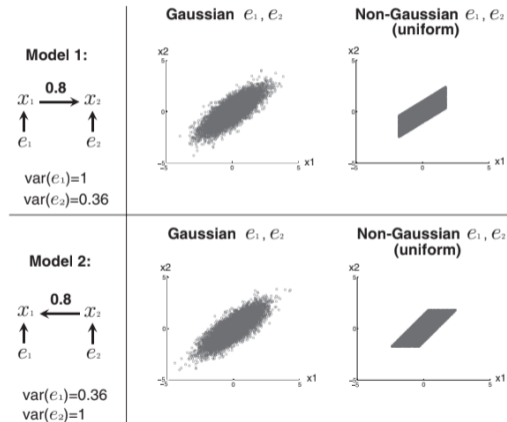 Gaussian e₁, e₂
Non-Gaussian e₁, e₂
(uniform)
Model 1:
0.8
x₁ x₂
e₁ e₂
var(e₁)=1
var(e₂)=0.36
x2
5
0
-5
0
5
x1
x2
5
0
-5
0
5
x1
Gaussian e₁, e₂
Non-Gaussian e₁, e₂
(uniform)
Model 2:
0.8
x₁ x₂
e₁ e₂
var(e₁)=0.36
var(e₂)=1
x2
5
0
-5
0
5
x1
x2
5
0
-5
0
5
x1